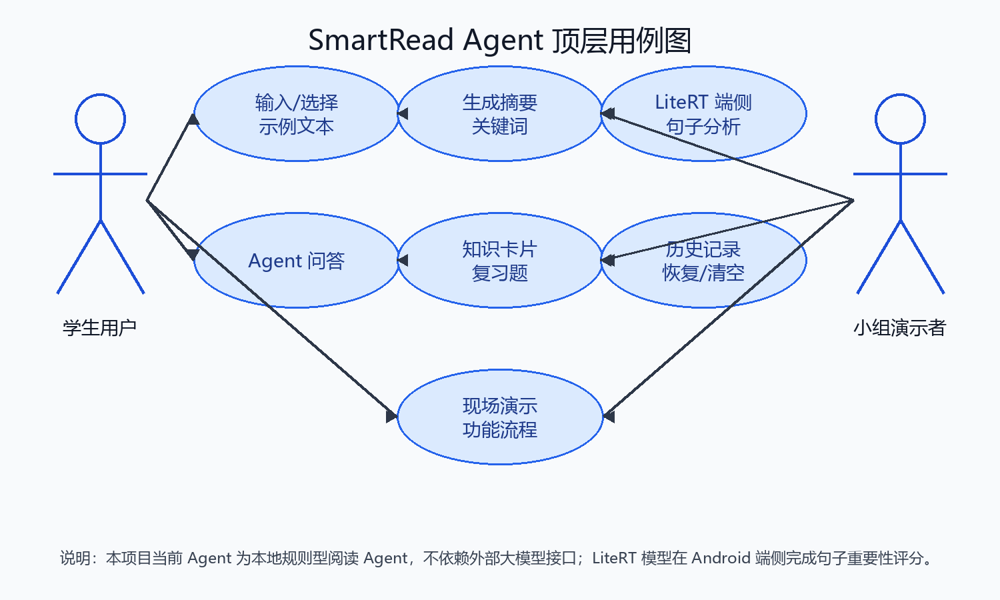 SmartRead Agent 顶层用例图
输入/选择
示例文本
生成摘要
关键词
LiteRT 端侧
句子分析
Agent 问答
知识卡片
复习题
历史记录
恢复/清空
学生用户
小组演示者
现场演示
功能流程
说明：本项目当前 Agent 为本地规则型阅读 Agent，不依赖外部大模型接口；LiteRT 模型在 Android 端侧完成句子重要性评分。